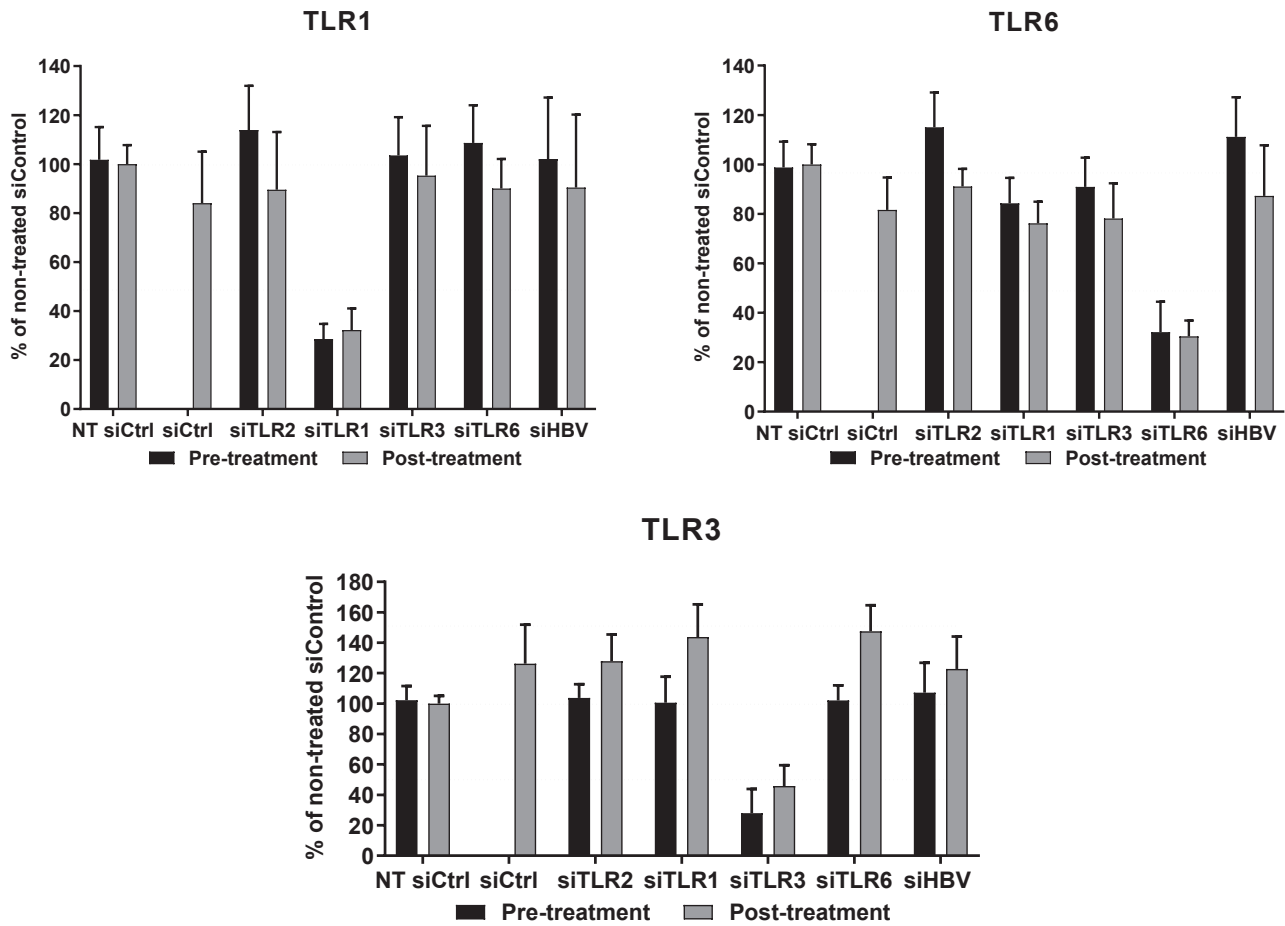 TLR1
% of non-treated siControl
140
120
100
80
60
40
20
0
NT siCtrl siCtrl siTLR2 siTLR1 siTLR3 siTLR6 siHBV
Pre-treatment Post-treatment
TLR6
% of non-treated siControl
140
120
100
80
60
40
20
0
NT siCtrl siCtrl siTLR2 siTLR1 siTLR3 siTLR6 siHBV
Pre-treatment Post-treatment
TLR3
% of non-treated siControl
180
160
140
120
100
80
60
40
20
0
NT siCtrl siCtrl siTLR2 siTLR1 siTLR3 siTLR6 siHBV
Pre-treatment Post-treatment